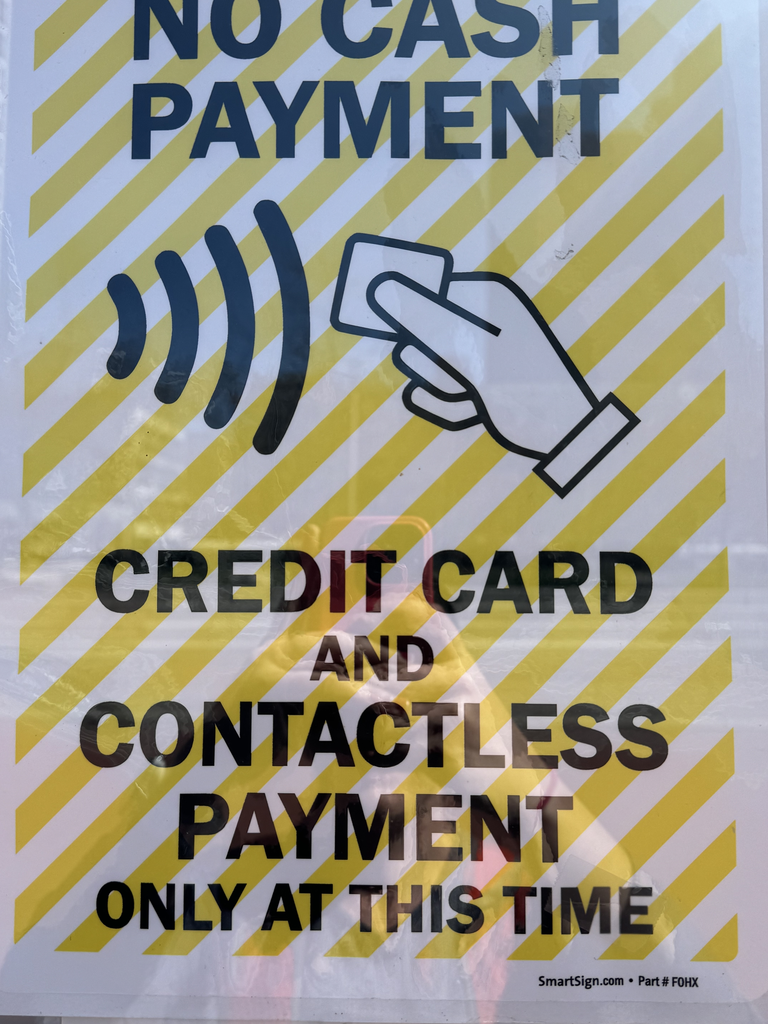 NO CASH
PAYMENT
CREDIT CARD
AND
CONTACTLESS
PAYMENT
ONLY AT THIS TIME
SmartSign.com • Part # F0HX